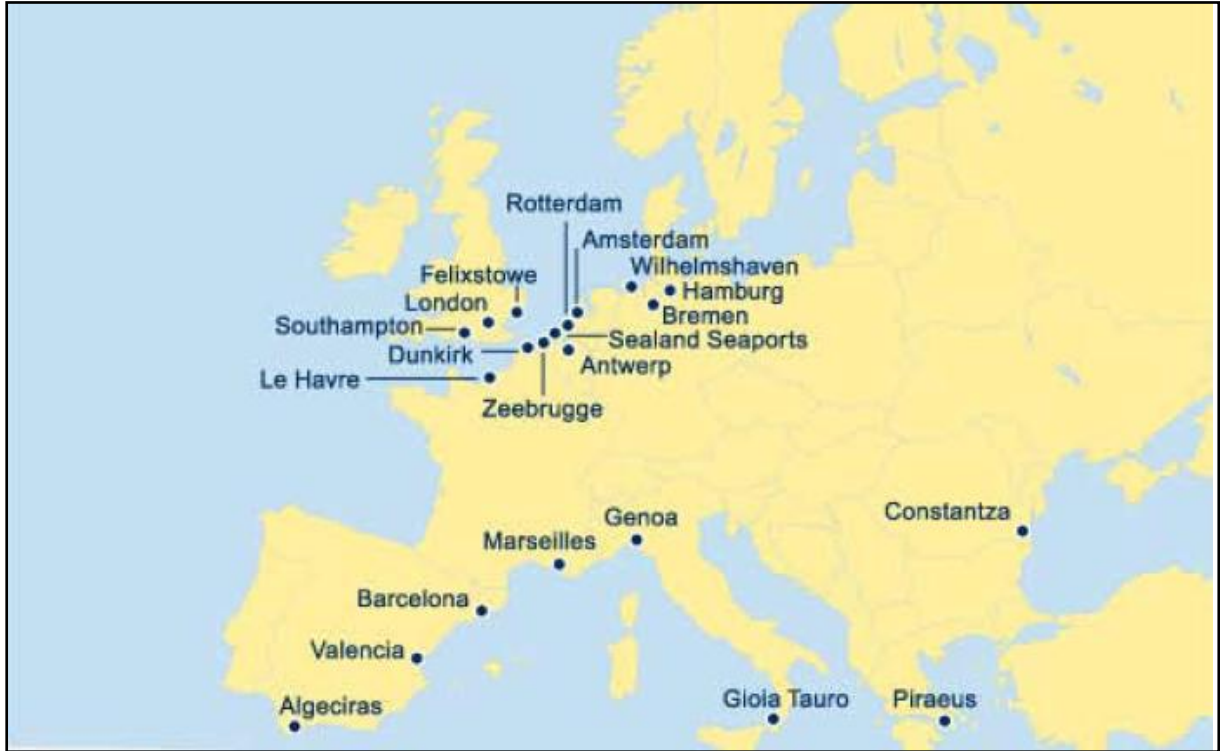 Rotterdam
Amsterdam
Wilhelmshaven
Felixstowe
Hamburg
London
Bremen
Southampton
Sealand Seaports
Dunkirk
Antwerp
Le Havre
Zeebrugge
Constantza
Genoa
Marseilles
Barcelona
Valencia
Gioia Tauro
Piraeus
Algeciras